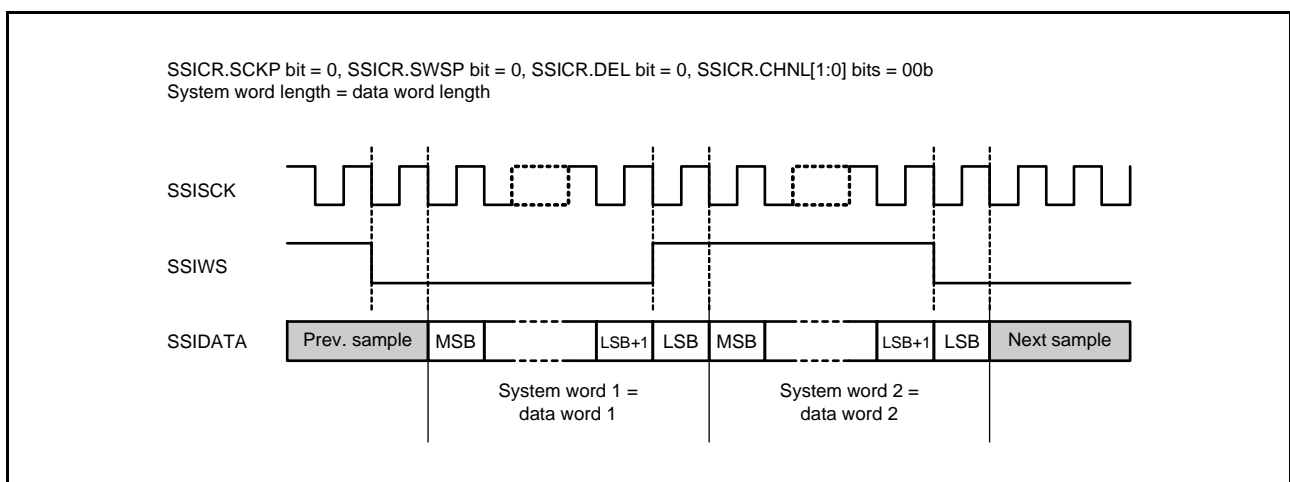 SSICR.SCKP bit = 0, SSICR.SWSP bit = 0, SSICR.DEL bit = 0, SSICR.CHNL[1:0] bits = 00b
System word length = data word length
SSISCK
SSIWS
SSIDATA
Prev. sample
MSB
LSB+1
LSB
MSB
LSB+1
LSB
Next sample
System word 1 =
data word 1
System word 2 =
data word 2